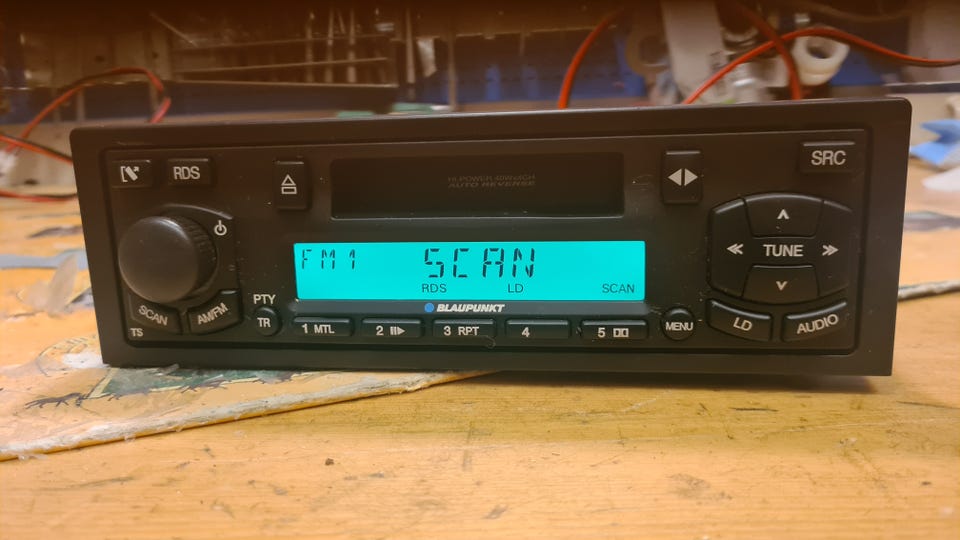 RDS
HI-POWER 40Wx4CH
AUTO REVERSE
SRC
FM1 SCAN
RDS LD SCAN
TUNE
BLAUPUNKT
SCAN
TS
AM/FM
PTY
TR
1 MTL
2
3 RPT
4
5
MENU
LD
AUDIO